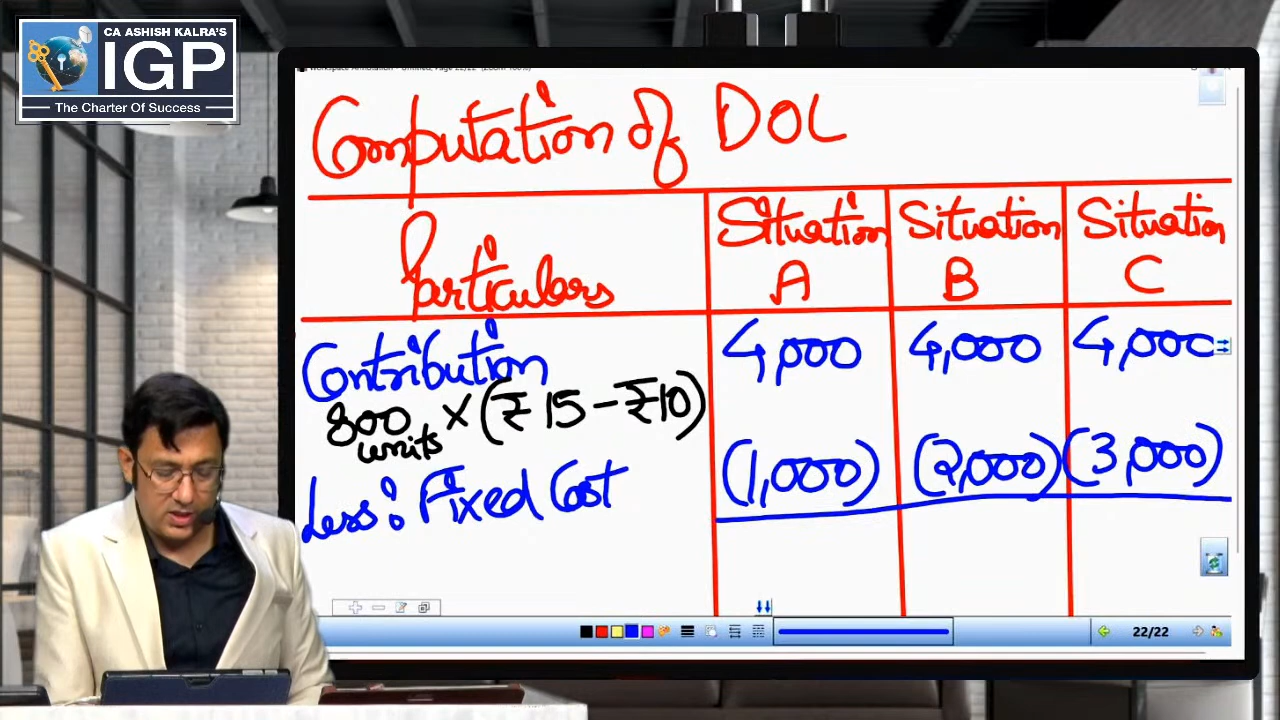 CA ASHISH KALRA'S
IGP
The Charter Of Success
Computation of DOL
Particulars Situation A Situation B Situation C
Contribution 4,000 4,000 4,000
800 units × (₹ 15 - ₹ 10)
Less: Fixed Cost (1,000) (2,000) (3,000)
22/22